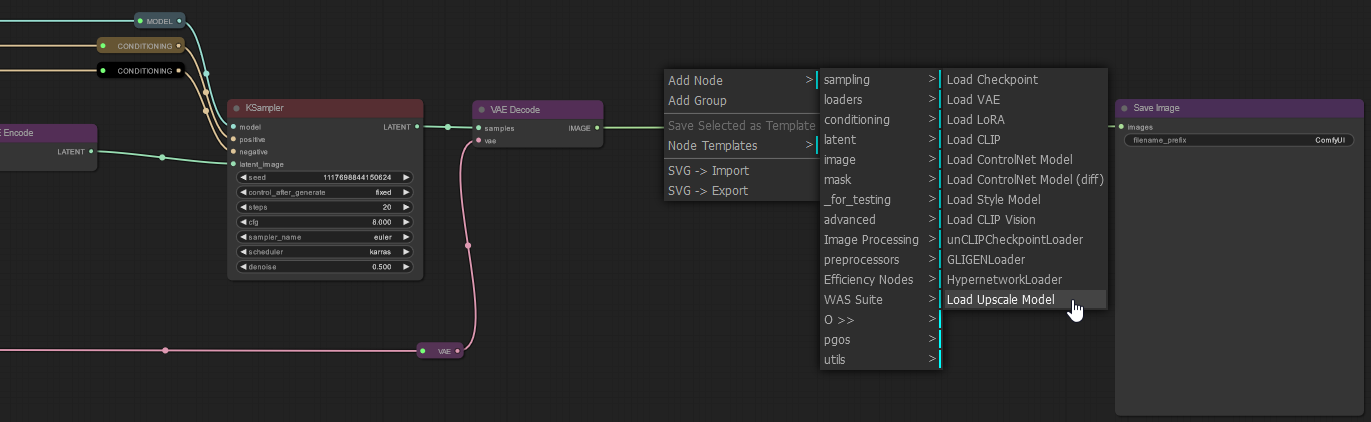 MODEL
CONDITIONING
CONDITIONING
E Encode
LATENT
KSampler
model
LATENT
positive
negative
latent_image
seed 1117698844150624
control_after_generate fixed
steps 20
cfg 8.000
sampler_name euler
scheduler karras
denoise 0.500
VAE Decode
samples IMAGE
vae
VAE
Add Node >
Add Group
Save Selected as Template
Node Templates >
SVG -> Import
SVG -> Export
sampling >
loaders >
conditioning >
latent >
image >
mask >
_for_testing >
advanced >
Image Processing >
preprocessors >
Efficiency Nodes >
WAS Suite >
O >> >
pgos >
utils >
Load Checkpoint
Load VAE
Load LoRA
Load CLIP
Load ControlNet Model
Load ControlNet Model (diff)
Load Style Model
Load CLIP Vision
unCLIPCheckpointLoader
GLIGENLoader
HypernetworkLoader
Load Upscale Model
Save Image
images
filename_prefix ComfyUI